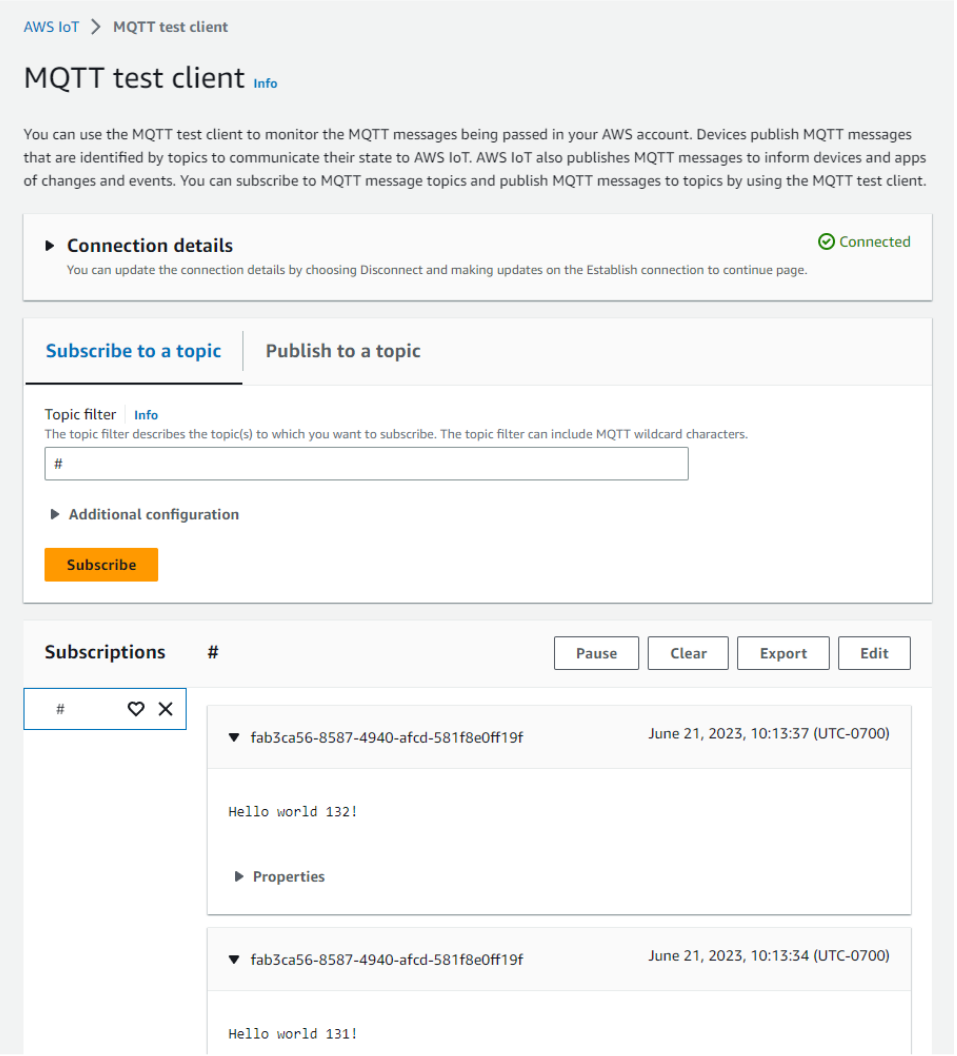 AWS IoT > MQTT test client
MQTT test client Info
You can use the MQTT test client to monitor the MQTT messages being passed in your AWS account. Devices publish MQTT messages
that are identified by topics to communicate their state to AWS IoT. AWS IoT also publishes MQTT messages to inform devices and apps
of changes and events. You can subscribe to MQTT message topics and publish MQTT messages to topics by using the MQTT test client.
Connection details
Connected
You can update the connection details by choosing Disconnect and making updates on the Establish connection to continue page.
Subscribe to a topic Publish to a topic
Topic filter Info
The topic filter describes the topic(s) to which you want to subscribe. The topic filter can include MQTT wildcard characters.
#
Additional configuration
Subscribe
Subscriptions # Pause Clear Export Edit
#
fab3ca56-8587-4940-afcd-581f8e0ff19f June 21, 2023, 10:13:37 (UTC-0700)
Hello world 132!
Properties
fab3ca56-8587-4940-afcd-581f8e0ff19f June 21, 2023, 10:13:34 (UTC-0700)
Hello world 131!